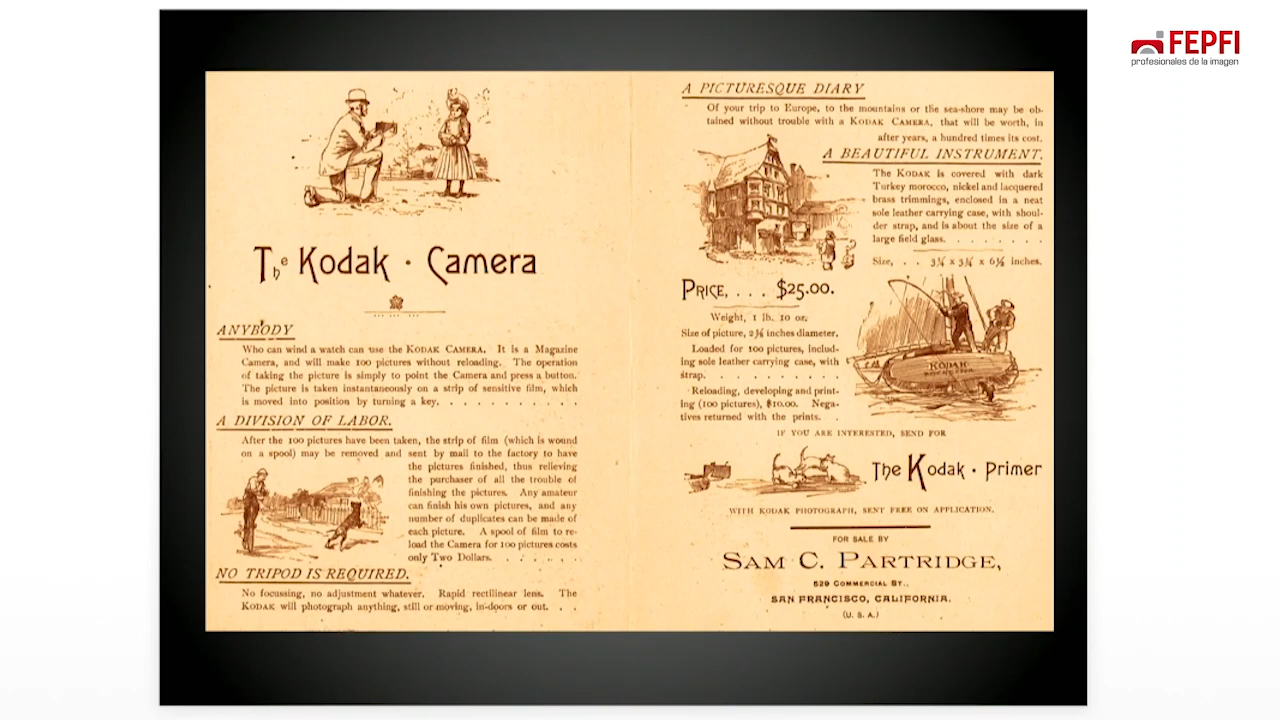 FEPFI
profesionales de la imagen
The Kodak · Camera
ANYBODY
Who can wind a watch can use the KODAK CAMERA. It is a Magazine
Camera, and will make 100 pictures without reloading. The operation
of taking the picture is simply to point the Camera and press a button.
The picture is taken instantaneously on a strip of sensitive film, which
is moved into position by turning a key. . . . . . . . . . .
A DIVISION OF LABOR.
After the 100 pictures have been taken, the strip of film (which is wound
on a spool) may be removed and sent by mail to the factory to have
the pictures finished, thus relieving
the purchaser of all the trouble of
finishing the pictures. Any amateur
can finish his own pictures, and any
number of duplicates can be made of
each picture. A spool of film to re-
load the Camera for 100 pictures costs
only Two Dollars. . . . . . .
NO TRIPOD IS REQUIRED.
No focussing, no adjustment whatever. Rapid rectilinear lens. The
KODAK will photograph anything, still or moving, in-doors or out. . .
A PICTURESQUE DIARY
Of your trip to Europe, to the mountains or the sea-shore may be ob-
tained without trouble with a KODAK CAMERA, that will be worth, in
after years, a hundred times its cost.
A BEAUTIFUL INSTRUMENT.
The KODAK is covered with dark
Turkey morocco, nickel and lacquered
brass trimmings, enclosed in a neat
sole leather carrying case, with shoul-
der strap, and is about the size of a
large field glass. . . . . . . .
Size, . . 3¼ x 3¾ x 6½ inches.
PRICE, . . . $25.00.
Weight, 1 lb. 10 oz.
Size of picture, 2⅝ inches diameter.
Loaded for 100 pictures, includ-
ing sole leather carrying case, with
strap. . . . . . . . .
Reloading, developing and print-
ing (100 pictures), $10.00. Nega-
tives returned with the prints. .
KODAK
IF YOU ARE INTERESTED, SEND FOR
The Kodak · Primer
WITH KODAK PHOTOGRAPH, SENT FREE ON APPLICATION.
FOR SALE BY
SAM C. PARTRIDGE,
529 COMMERCIAL ST.,
SAN FRANCISCO, CALIFORNIA.
(U. S. A.)